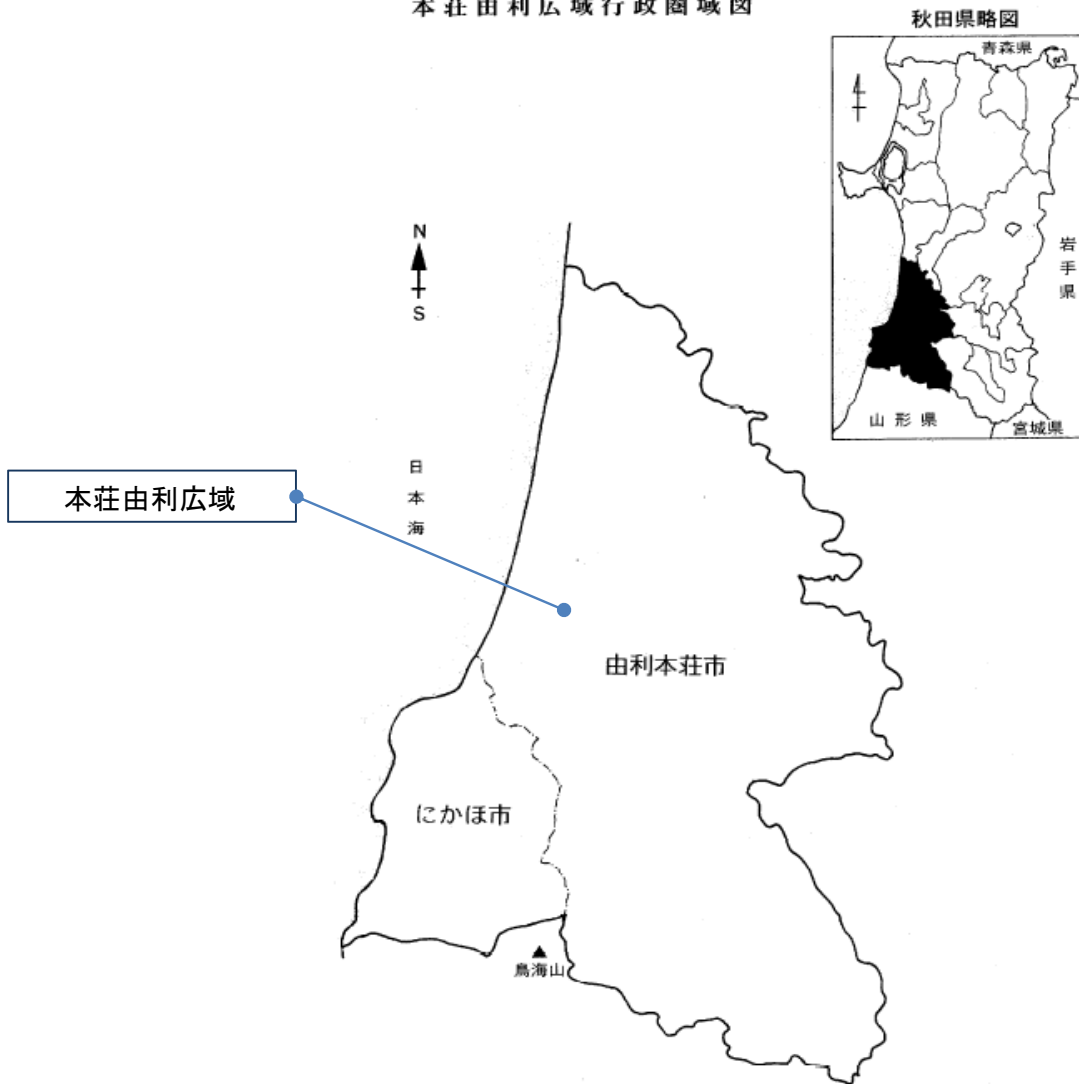 本荘由利広域行政圏域図
秋田県略図
青森県
岩手県
山形県
宮城県
N
S
日本海
本荘由利広域
由利本荘市
にかほ市
鳥海山